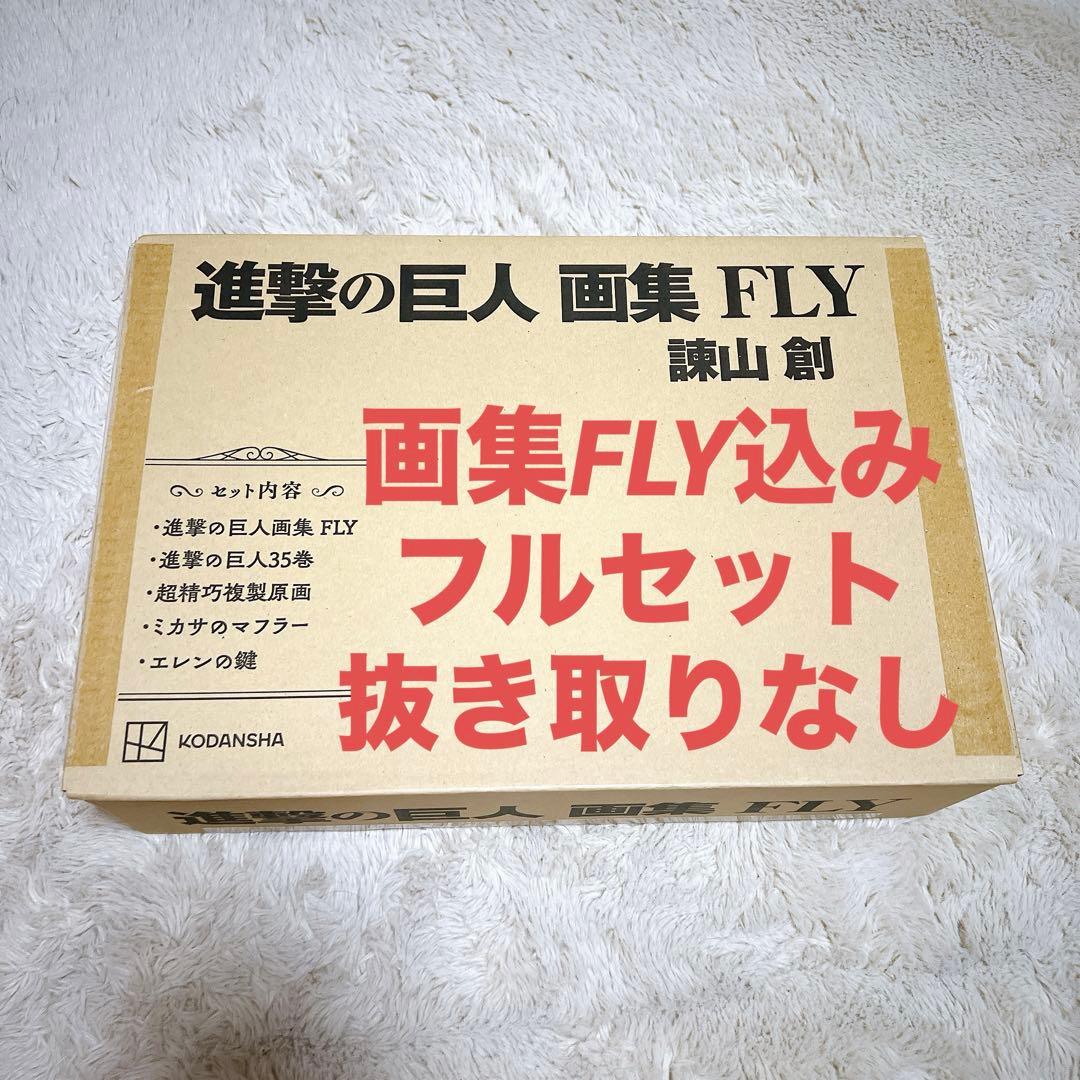 進撃の巨人 画集 FLY
諫山 創
画集FLY込み
フルセット
抜き取りなし
セット内容
・進撃の巨人画集 FLY
・進撃の巨人35巻
・超精巧複製原画
・ミカサのマフラー
・エレンの鍵
KODANSHA
進撃の巨人 画集 FLY